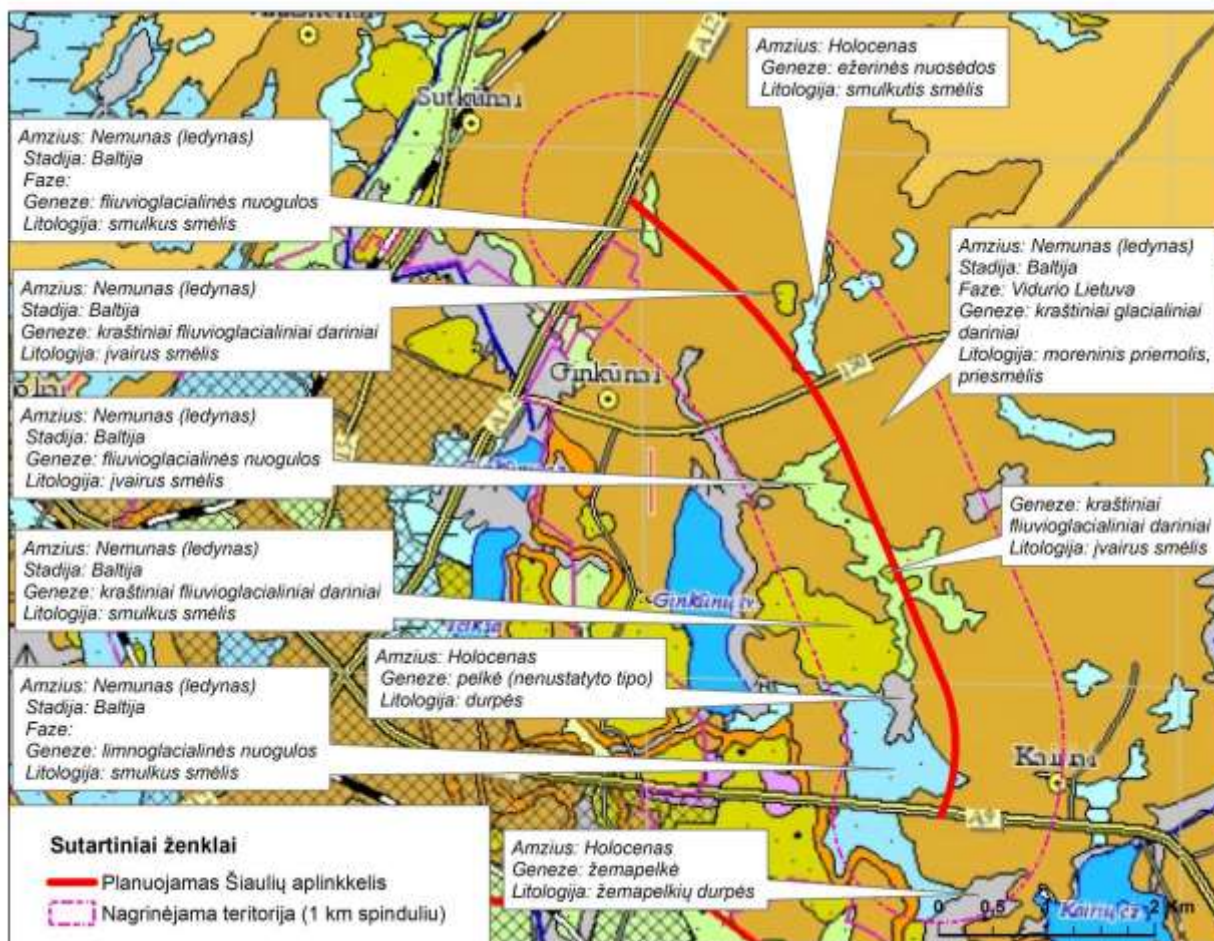 Sutkūnai
A12
Amzius: Holocenas
Geneze: ežerinės nuosėdos
Litologija: smulkutis smėlis
Amzius: Nemunas (ledynas)
Stadija: Baltija
Faze:
Geneze: fliuvioglacialinės nuogulos
Litologija: smulkus smėlis
Amzius: Nemunas (ledynas)
Stadija: Baltija
Faze: Vidurio Lietuva
Geneze: kraštiniai glacialiniai
dariniai
Litologija: moreninis priemolis,
priesmėlis
Amzius: Nemunas (ledynas)
Stadija: Baltija
Geneze: kraštiniai fliuvioglacialiniai dariniai
Litologija: įvairus smėlis
Ginkūnai
150
Amzius: Nemunas (ledynas)
Stadija: Baltija
Geneze: fliuvioglacialinės nuogulos
Litologija: įvairus smėlis
Geneze: kraštiniai
fliuvioglacialiniai dariniai
Litologija: įvairus smėlis
Amzius: Nemunas (ledynas)
Stadija: Baltija
Geneze: kraštiniai fliuvioglacialiniai dariniai
Litologija: smulkus smėlis
Ginkūnų tv.
Amzius: Holocenas
Geneze: pelkė (nenustatyto tipo)
Litologija: durpės
Amzius: Nemunas (ledynas)
Stadija: Baltija
Faze:
Geneze: limnoglacialinės nuogulos
Litologija: smulkus smėlis
Kairiai
A9
Amzius: Holocenas
Geneze: žemapelkė
Litologija: žemapelkių durpės
Kairių ež.
0 0,5 1 2 Km
Sutartiniai ženklai
Planuojamas Šiaulių aplinkkelis
Nagrinėjama teritorija (1 km spinduliu)